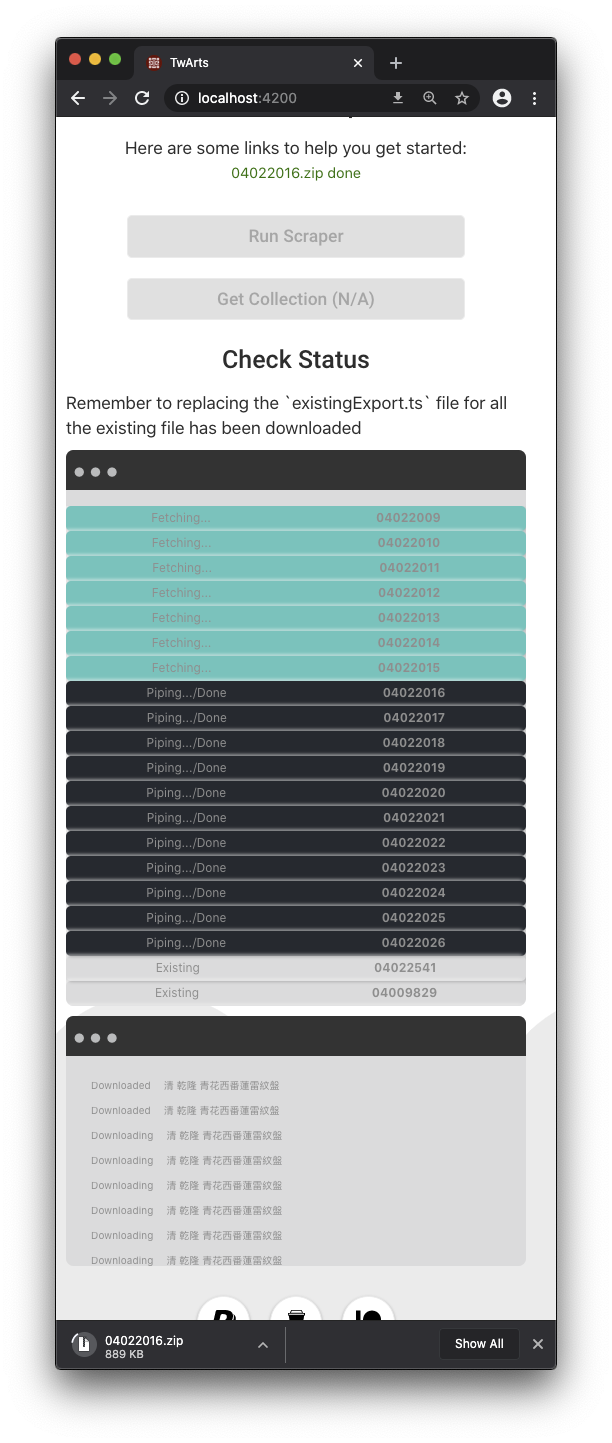 TwArts
localhost:4200
Here are some links to help you get started:
04022016.zip done
Run Scraper
Get Collection (N/A)
Check Status
Remember to replacing the `existingExport.ts` file for all
the existing file has been downloaded
Fetching... 04022009
Fetching... 04022010
Fetching... 04022011
Fetching... 04022012
Fetching... 04022013
Fetching... 04022014
Fetching... 04022015
Piping.../Done 04022016
Piping.../Done 04022017
Piping.../Done 04022018
Piping.../Done 04022019
Piping.../Done 04022020
Piping.../Done 04022021
Piping.../Done 04022022
Piping.../Done 04022023
Piping.../Done 04022024
Piping.../Done 04022025
Piping.../Done 04022026
Existing 04022541
Existing 04009829
Downloaded 清 乾隆 青花西番蓮雷紋盤
Downloaded 清 乾隆 青花西番蓮雷紋盤
Downloading 清 乾隆 青花西番蓮雷紋盤
Downloading 清 乾隆 青花西番蓮雷紋盤
Downloading 清 乾隆 青花西番蓮雷紋盤
Downloading 清 乾隆 青花西番蓮雷紋盤
Downloading 清 乾隆 青花西番蓮雷紋盤
Downloading 清 乾隆 青花西番蓮雷紋盤
04022016.zip
889 KB
Show All